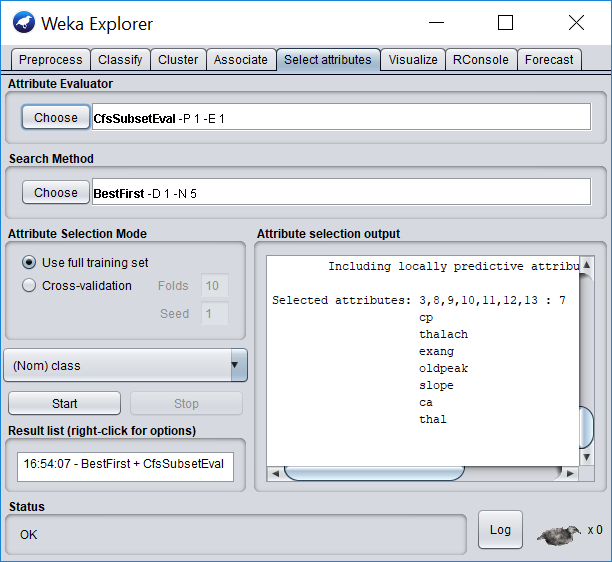 Weka Explorer
Preprocess Classify Cluster Associate Select attributes Visualize RConsole Forecast
Attribute Evaluator
Choose CfsSubsetEval -P 1 -E 1
Search Method
Choose BestFirst -D 1 -N 5
Attribute Selection Mode
Use full training set
Cross-validation Folds 10
Seed 1
(Nom) class
Start Stop
Result list (right-click for options)
16:54:07 - BestFirst + CfsSubsetEval
Attribute selection output
Including locally predictive attribu
Selected attributes: 3,8,9,10,11,12,13 : 7
cp
thalach
exang
oldpeak
slope
ca
thal
Status
OK
Log x 0